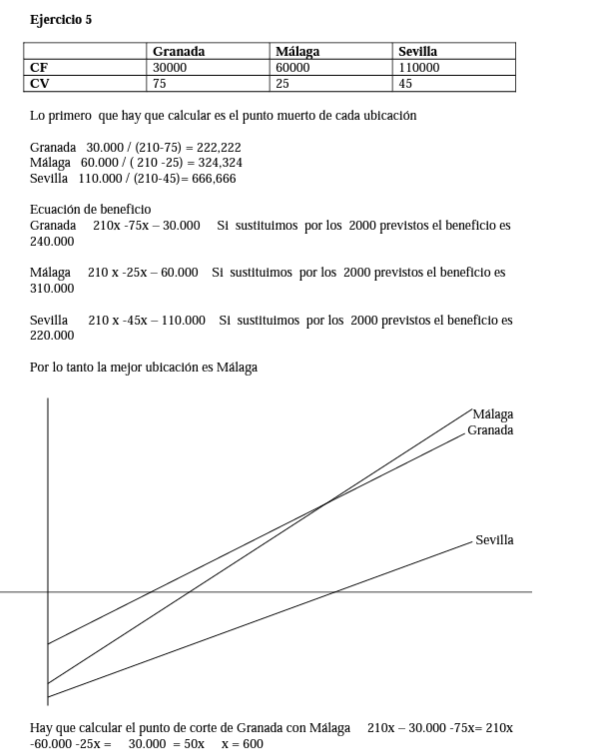 Ejercicio 5
Granada Málaga Sevilla
CF 30000 60000 110000
CV 75 25 45
Lo primero que hay que calcular es el punto muerto de cada ubicación
Granada 30.000 / (210-75) = 222,222
Málaga 60.000 / ( 210 -25) = 324,324
Sevilla 110.000 / (210-45)= 666,666
Ecuación de beneficio
Granada 210x -75x – 30.000 Si sustituimos por los 2000 previstos el beneficio es
240.000
Málaga 210 x -25x – 60.000 Si sustituimos por los 2000 previstos el beneficio es
310.000
Sevilla 210 x -45x – 110.000 Si sustituimos por los 2000 previstos el beneficio es
220.000
Por lo tanto la mejor ubicación es Málaga
Málaga
Granada
Sevilla
Hay que calcular el punto de corte de Granada con Málaga 210x – 30.000 -75x= 210x
-60.000 -25x = 30.000 = 50x x = 600